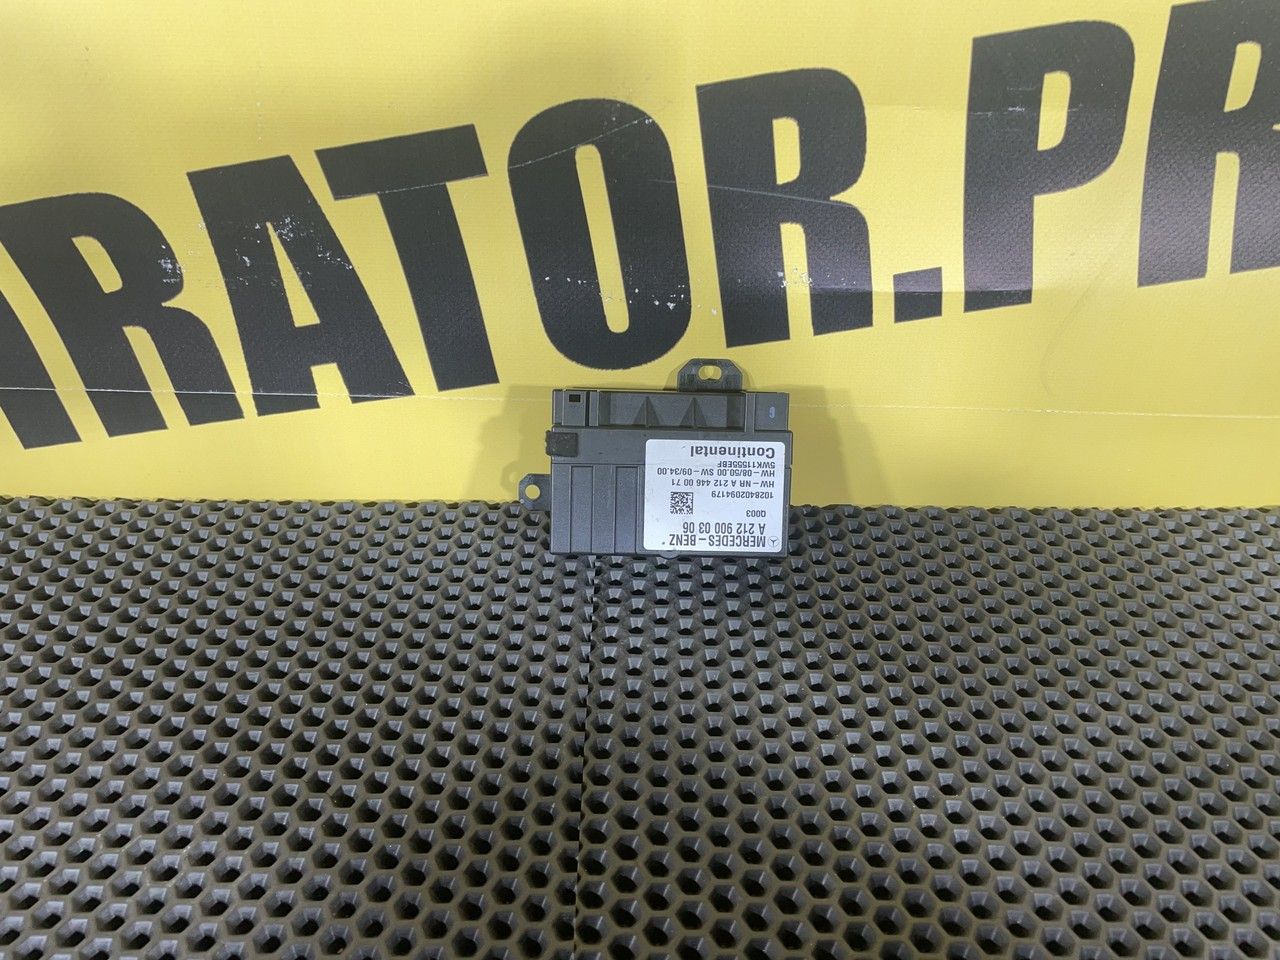 RATOR.PR
MERCEDES-BENZ
A 212 900 03 06
Q003
1028402094179
HW-NR A 212 446 00 71
HW-08/50.00 SW-09/34.00
5WK11555EBF
Continental